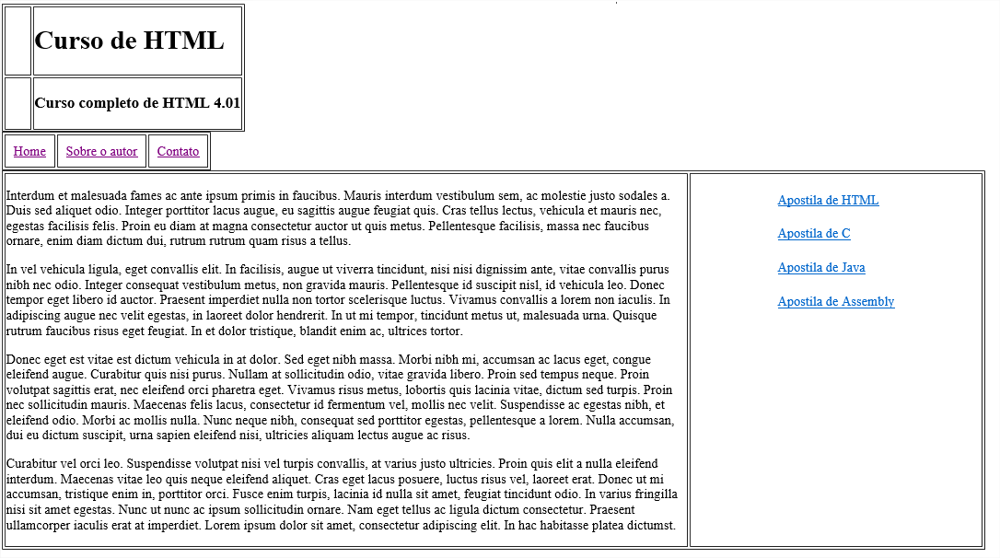 Curso de HTML
Curso completo de HTML 4.01
Home
Sobre o autor
Contato
Interdum et malesuada fames ac ante ipsum primis in faucibus. Mauris interdum vestibulum sem, ac molestie justo sodales a.
Duis sed aliquet odio. Integer porttitor lacus augue, eu sagittis augue feugiat quis. Cras tellus lectus, vehicula et mauris nec,
egestas facilisis felis. Proin eu diam at magna consectetur auctor ut quis metus. Pellentesque facilisis, massa nec faucibus
ornare, enim diam dictum dui, rutrum rutrum quam risus a tellus.
In vel vehicula ligula, eget convallis elit. In facilisis, augue ut viverra tincidunt, nisi nisi dignissim ante, vitae convallis purus
nibh nec odio. Integer consequat vestibulum metus, non gravida mauris. Pellentesque id suscipit nisl, id vehicula leo. Donec
tempor eget libero id auctor. Praesent imperdiet nulla non tortor scelerisque luctus. Vivamus convallis a lorem non iaculis. In
adipiscing augue nec velit egestas, in laoreet dolor hendrerit. In ut mi tempor, tincidunt metus ut, malesuada urna. Quisque
rutrum faucibus risus eget feugiat. In et dolor tristique, blandit enim ac, ultrices tortor.
Donec eget est vitae est dictum vehicula in at dolor. Sed eget nibh massa. Morbi nibh mi, accumsan ac lacus eget, congue
eleifend augue. Curabitur quis nisi purus. Nullam at sollicitudin odio, vitae gravida libero. Proin sed tempus neque. Proin
volutpat sagittis erat, nec eleifend orci pharetra eget. Vivamus risus metus, lobortis quis lacinia vitae, dictum sed turpis. Proin
nec sollicitudin mauris. Maecenas felis lacus, consectetur id fermentum vel, mollis nec velit. Suspendisse ac egestas nibh, et
eleifend odio. Morbi ac mollis nulla. Nunc neque nibh, consequat sed porttitor egestas, pellentesque a lorem. Nulla accumsan,
dui eu dictum suscipit, urna sapien eleifend nisi, ultricies aliquam lectus augue ac risus.
Curabitur vel orci leo. Suspendisse volutpat nisi vel turpis convallis, at varius justo ultricies. Proin quis elit a nulla eleifend
interdum. Maecenas vitae leo quis neque eleifend aliquet. Cras eget lacus posuere, luctus risus vel, laoreet erat. Donec ut mi
accumsan, tristique enim in, porttitor orci. Fusce enim turpis, lacinia id nulla sit amet, feugiat tincidunt odio. In varius fringilla
nisi sit amet egestas. Nunc ut nunc ac ipsum sollicitudin ornare. Nam eget tellus ac ligula dictum consectetur. Praesent
ullamcorper iaculis erat at imperdiet. Lorem ipsum dolor sit amet, consectetur adipiscing elit. In hac habitasse platea dictumst.
Apostila de HTML
Apostila de C
Apostila de Java
Apostila de Assembly